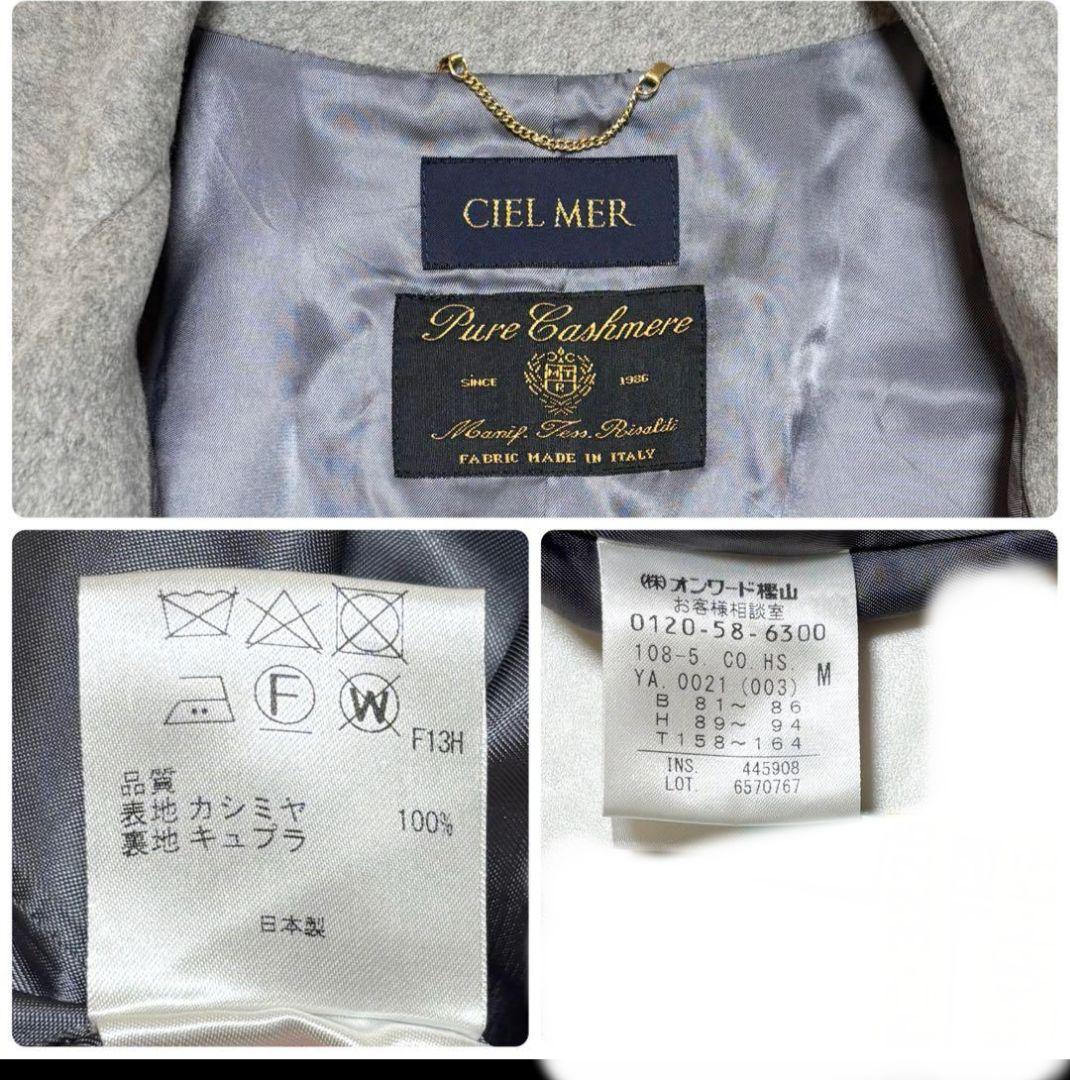 CIEL MER
Pure Cashmere
SINCE 1986
MT
R
Manif. Tess. Risaldi
FABRIC MADE IN ITALY
F
W
F13H
品質
表地 カシミヤ 100%
裏地 キュプラ
日本製
(株)オンワード樫山
お客様相談室
0120-58-6300
108-5. CO. HS.
YA. 0021 (003) M
B 81～ 86
H 89～ 94
T158～164
INS. 445908
LOT. 6570767